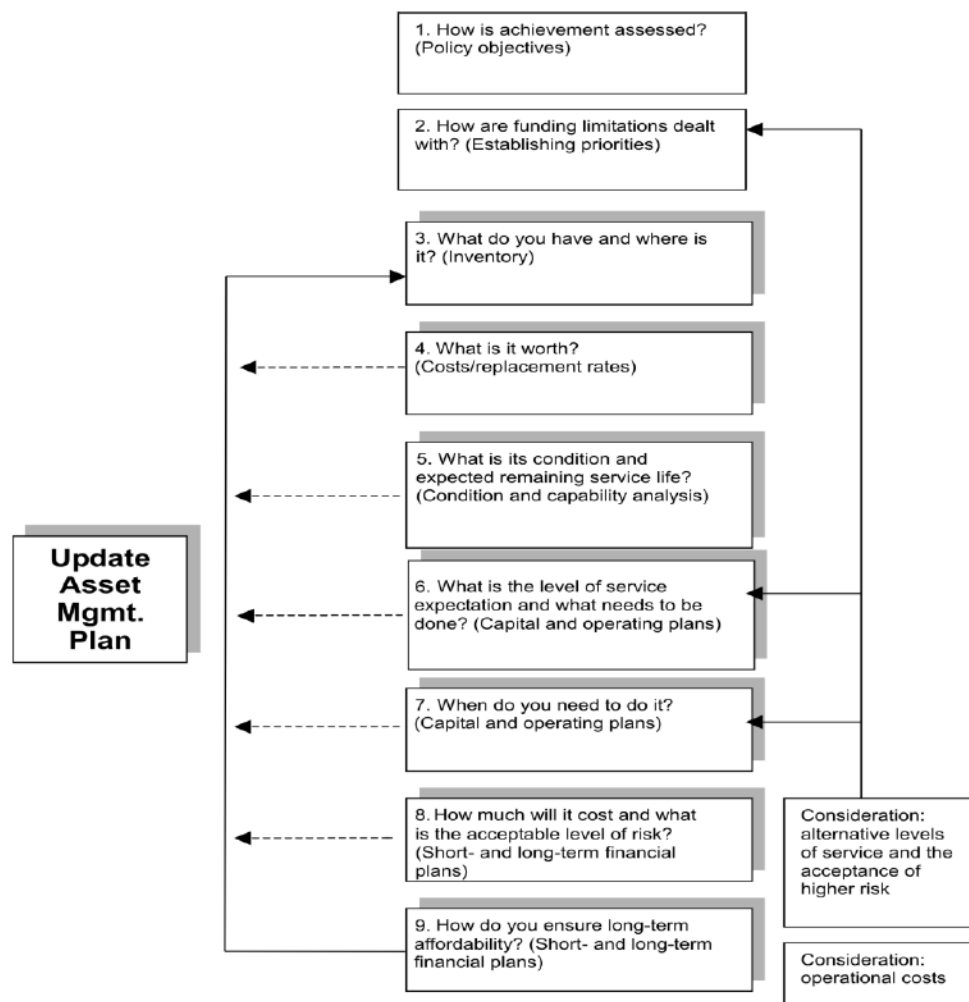 1. How is achievement assessed?
(Policy objectives)
2. How are funding limitations dealt
with? (Establishing priorities)
3. What do you have and where is
it? (Inventory)
4. What is it worth?
(Costs/replacement rates)
5. What is its condition and
expected remaining service life?
(Condition and capability analysis)
Update
Asset
Mgmt.
Plan
6. What is the level of service
expectation and what needs to be
done? (Capital and operating plans)
7. When do you need to do it?
(Capital and operating plans)
8. How much will it cost and what
is the acceptable level of risk?
(Short- and long-term financial
plans)
Consideration:
alternative levels
of service and the
acceptance of
higher risk
9. How do you ensure long-term
affordability? (Short- and long-term
financial plans)
Consideration:
operational costs